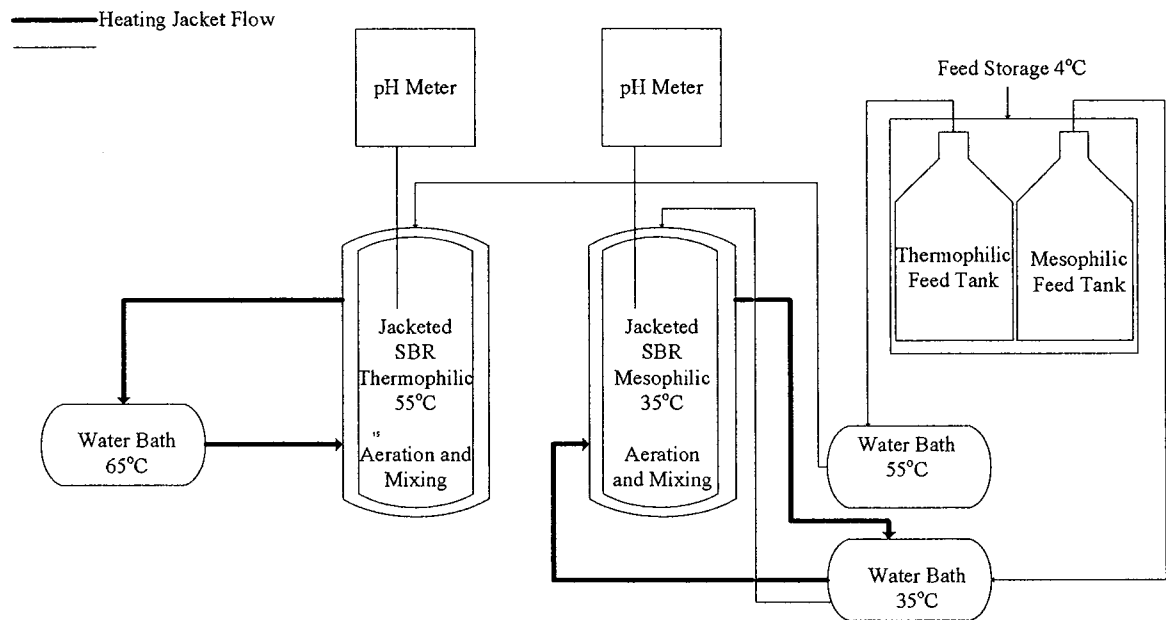 Heating Jacket Flow
pH Meter
pH Meter
Feed Storage 4°C
Thermophilic
Feed Tank
Mesophilic
Feed Tank
Jacketed
SBR
Thermophilic
55°C
Aeration and
Mixing
Jacketed
SBR
Mesophilic
35°C
Aeration
and Mixing
Water Bath
65°C
Water Bath
55°C
Water Bath
35°C